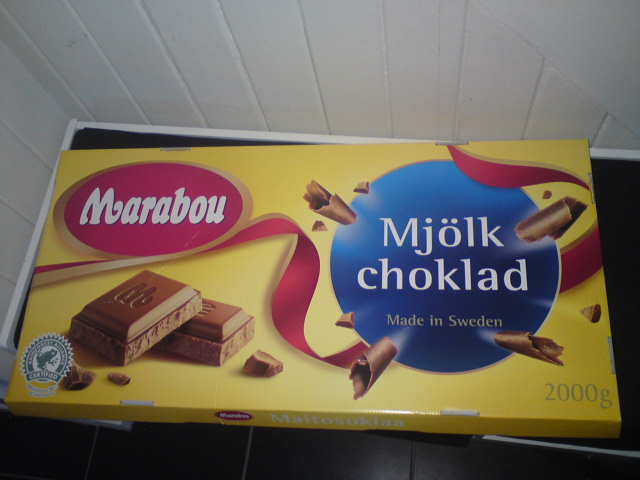 Marabou
Mjölk
choklad
Made in Sweden
M
2000g
Marabou Maitosuklaa